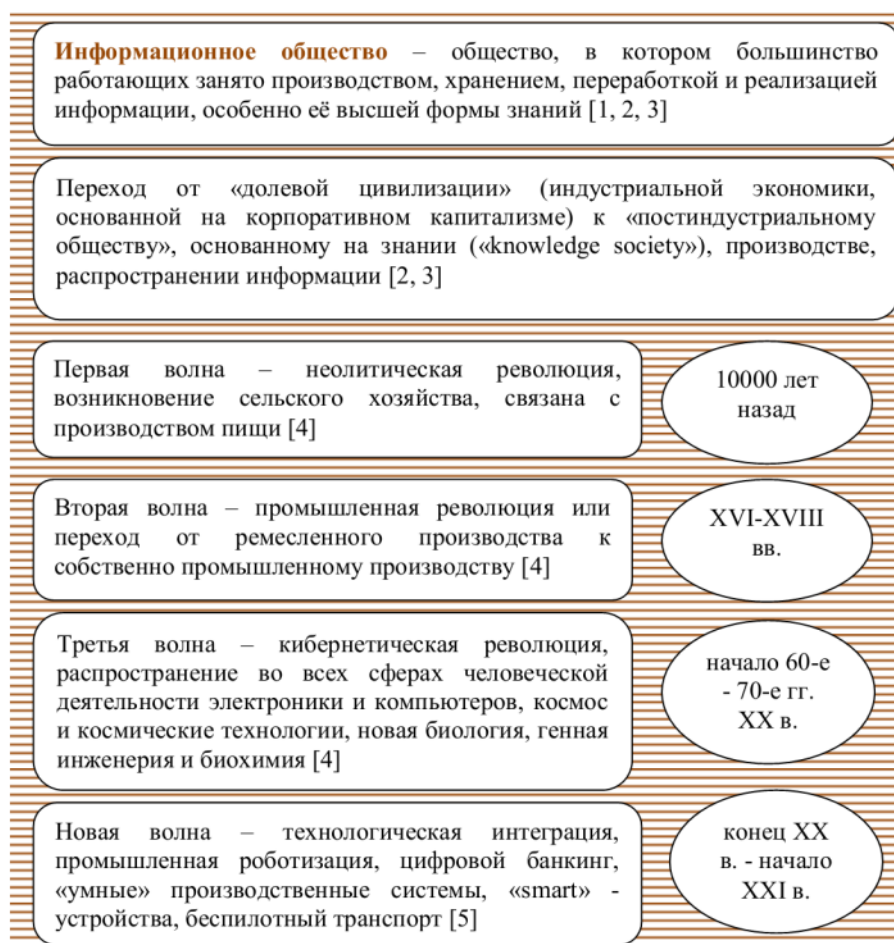 Информационное общество – общество, в котором большинство
работающих занято производством, хранением, переработкой и реализацией
информации, особенно её высшей формы знаний [1, 2, 3]
Переход от «долевой цивилизации» (индустриальной экономики,
основанной на корпоративном капитализме) к «постиндустриальному
обществу», основанному на знании («knowledge society»), производстве,
распространении информации [2, 3]
Первая волна – неолитическая революция,
возникновение сельского хозяйства, связана с
производством пищи [4]
10000 лет
назад
Вторая волна – промышленная революция или
переход от ремесленного производства к
собственно промышленному производству [4]
XVI-XVIII
вв.
Третья волна – кибернетическая революция,
распространение во всех сферах человеческой
деятельности электроники и компьютеров, космос
и космические технологии, новая биология, генная
инженерия и биохимия [4]
начало 60-е
- 70-е гг.
XX в.
Новая волна – технологическая интеграция,
промышленная роботизация, цифровой банкинг,
«умные» производственные системы, «smart» -
устройства, беспилотный транспорт [5]
конец XX
в. - начало
XXI в.